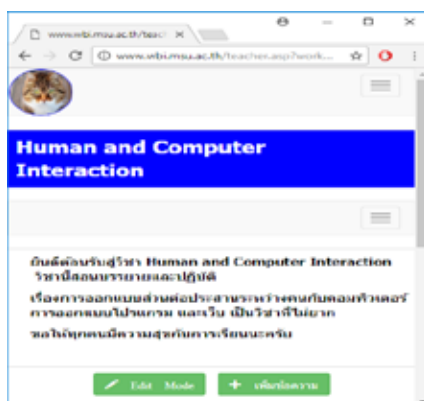 www.wbi.msu.ac.th/teac
www.wbi.msu.ac.th/teacher.asp?work...
Human and Computer
Interaction
ยินดีต้อนรับสู่วิชา Human and Computer Interaction
วิชานี้สอนบรรยายและปฏิบัติ
เรื่องการออกแบบส่วนต่อประสานระหว่างคนกับคอมพิวเตอร์
การออกแบบโปรแกรม และเว็บ เป็นวิชาที่ไม่ยาก
ขอให้ทุกคนมีความสุขกับการเรียนนะครับ
Edit Mode
เพิ่มข้อความ